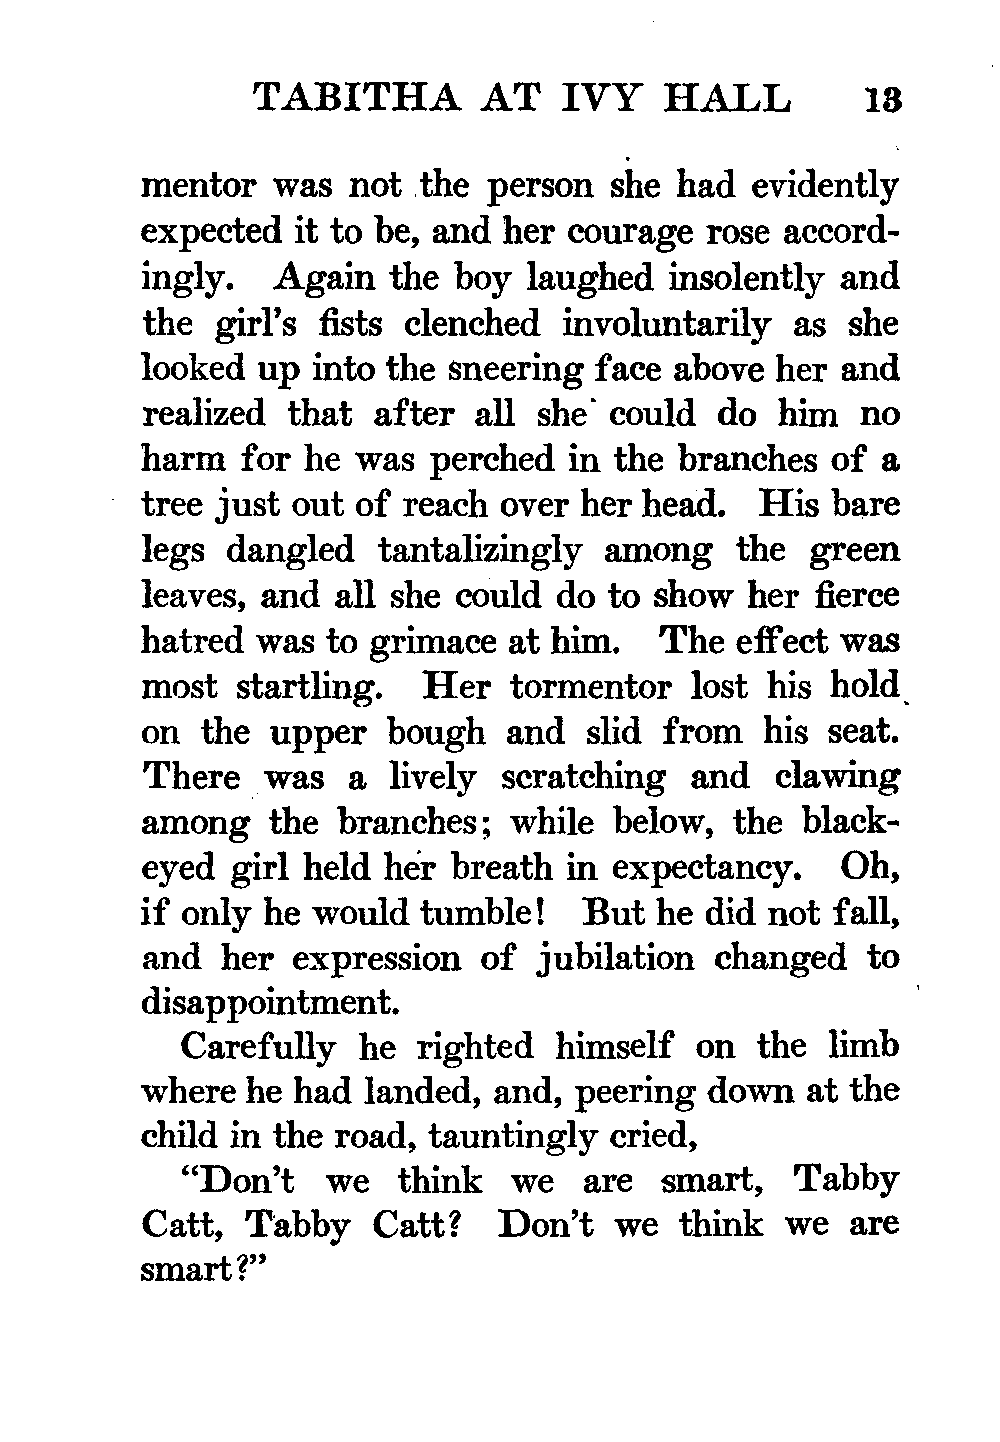 TABITHA AT IVY HALL 13
mentor was not the person she had evidently
expected it to be, and her courage rose accord-
ingly. Again the boy laughed insolently and
the girl's fists clenched involuntarily as she
looked up into the sneering face above her and
realized that after all she could do him no
harm for he was perched in the branches of a
tree just out of reach over her head. His bare
legs dangled tantalizingly among the green
leaves, and all she could do to show her fierce
hatred was to grimace at him. The effect was
most startling. Her tormentor lost his hold
on the upper bough and slid from his seat.
There was a lively scratching and clawing
among the branches; while below, the black-
eyed girl held her breath in expectancy. Oh,
if only he would tumble! But he did not fall,
and her expression of jubilation changed to
disappointment.
Carefully he righted himself on the limb
where he had landed, and, peering down at the
child in the road, tauntingly cried,
"Don't we think we are smart, Tabby
Catt, Tabby Catt? Don't we think we are
smart?"